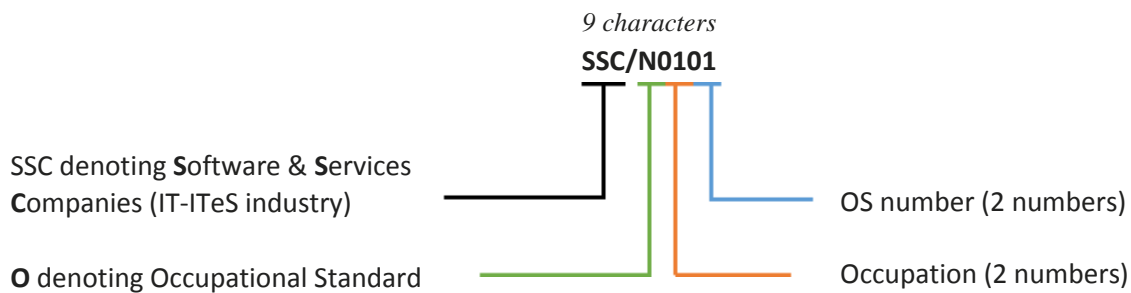 9 characters
SSC/N0101
SSC denoting Software & Services
Companies (IT-ITeS industry)
OS number (2 numbers)
O denoting Occupational Standard
Occupation (2 numbers)